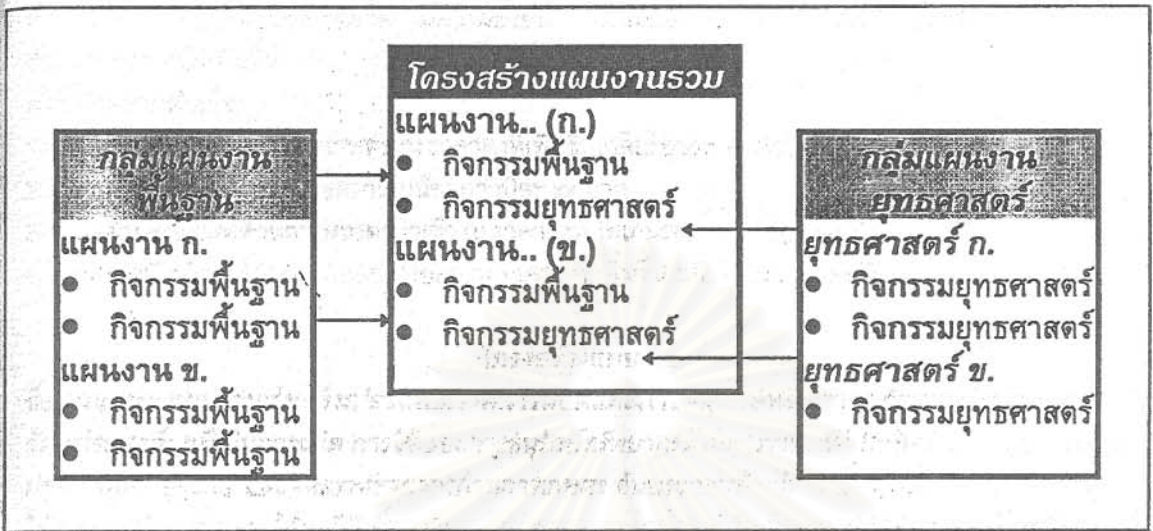 โครงสร้างแผนงานรวม
แผนงาน.. (ก.)
● กิจกรรมพื้นฐาน
● กิจกรรมยุทธศาสตร์
แผนงาน.. (ข.)
● กิจกรรมพื้นฐาน
● กิจกรรมยุทธศาสตร์
กลุ่มแผนงาน
พื้นฐาน
แผนงาน ก.
● กิจกรรมพื้นฐาน
● กิจกรรมพื้นฐาน
แผนงาน ข.
● กิจกรรมพื้นฐาน
● กิจกรรมพื้นฐาน
กลุ่มแผนงาน
ยุทธศาสตร์
ยุทธศาสตร์ ก.
● กิจกรรมยุทธศาสตร์
● กิจกรรมยุทธศาสตร์
ยุทธศาสตร์ ข.
● กิจกรรมยุทธศาสตร์